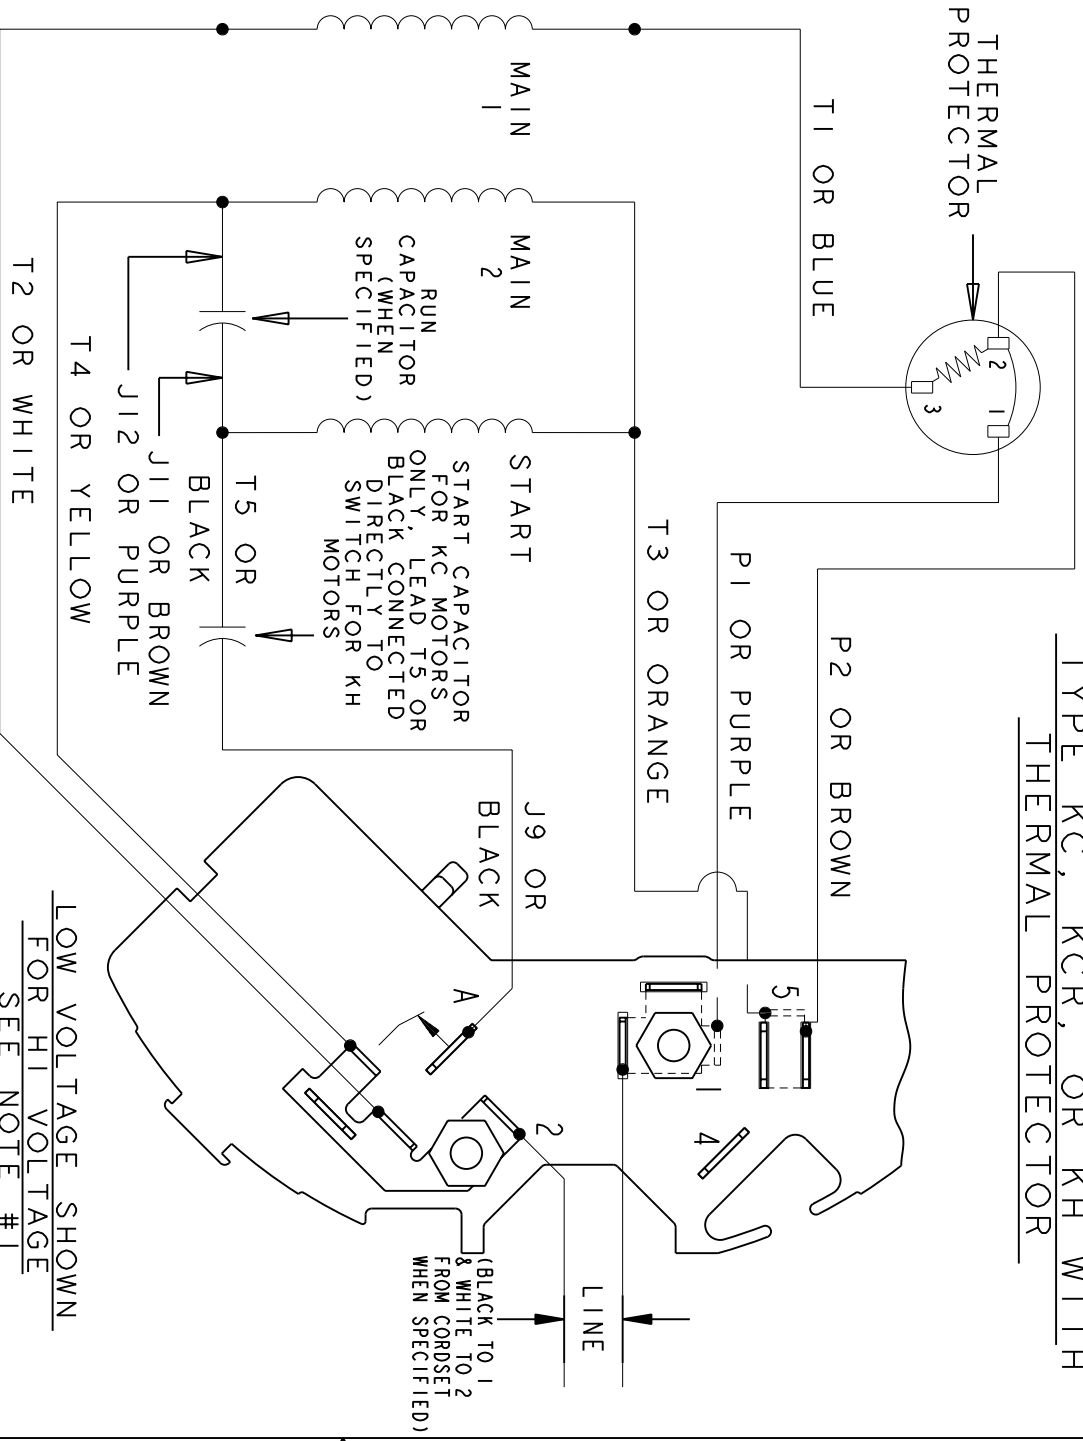 TYPE KC, KCR, OR KH WITH
THERMAL PROTECTOR
THERMAL
PROTECTOR
2
1
3
P2 OR BROWN
T1 OR BLUE
P1 OR PURPLE
T3 OR ORANGE
MAIN
1
MAIN
2
START
RUN
CAPACITOR
(WHEN
SPECIFIED)
START CAPACITOR
FOR KC MOTORS
ONLY, LEAD T5 OR
BLACK CONNECTED
DIRECTLY TO
SWITCH FOR KH
MOTORS
J9 OR
BLACK
T5 OR
BLACK
J11 OR BROWN
J12 OR PURPLE
T4 OR YELLOW
T2 OR WHITE
5
1
4
A
2
LINE
(BLACK TO 1
& WHITE TO 2
FROM CORDSET
WHEN SPECIFIED)
LOW VOLTAGE SHOWN
FOR HI VOLTAGE
SEE NOTE #1